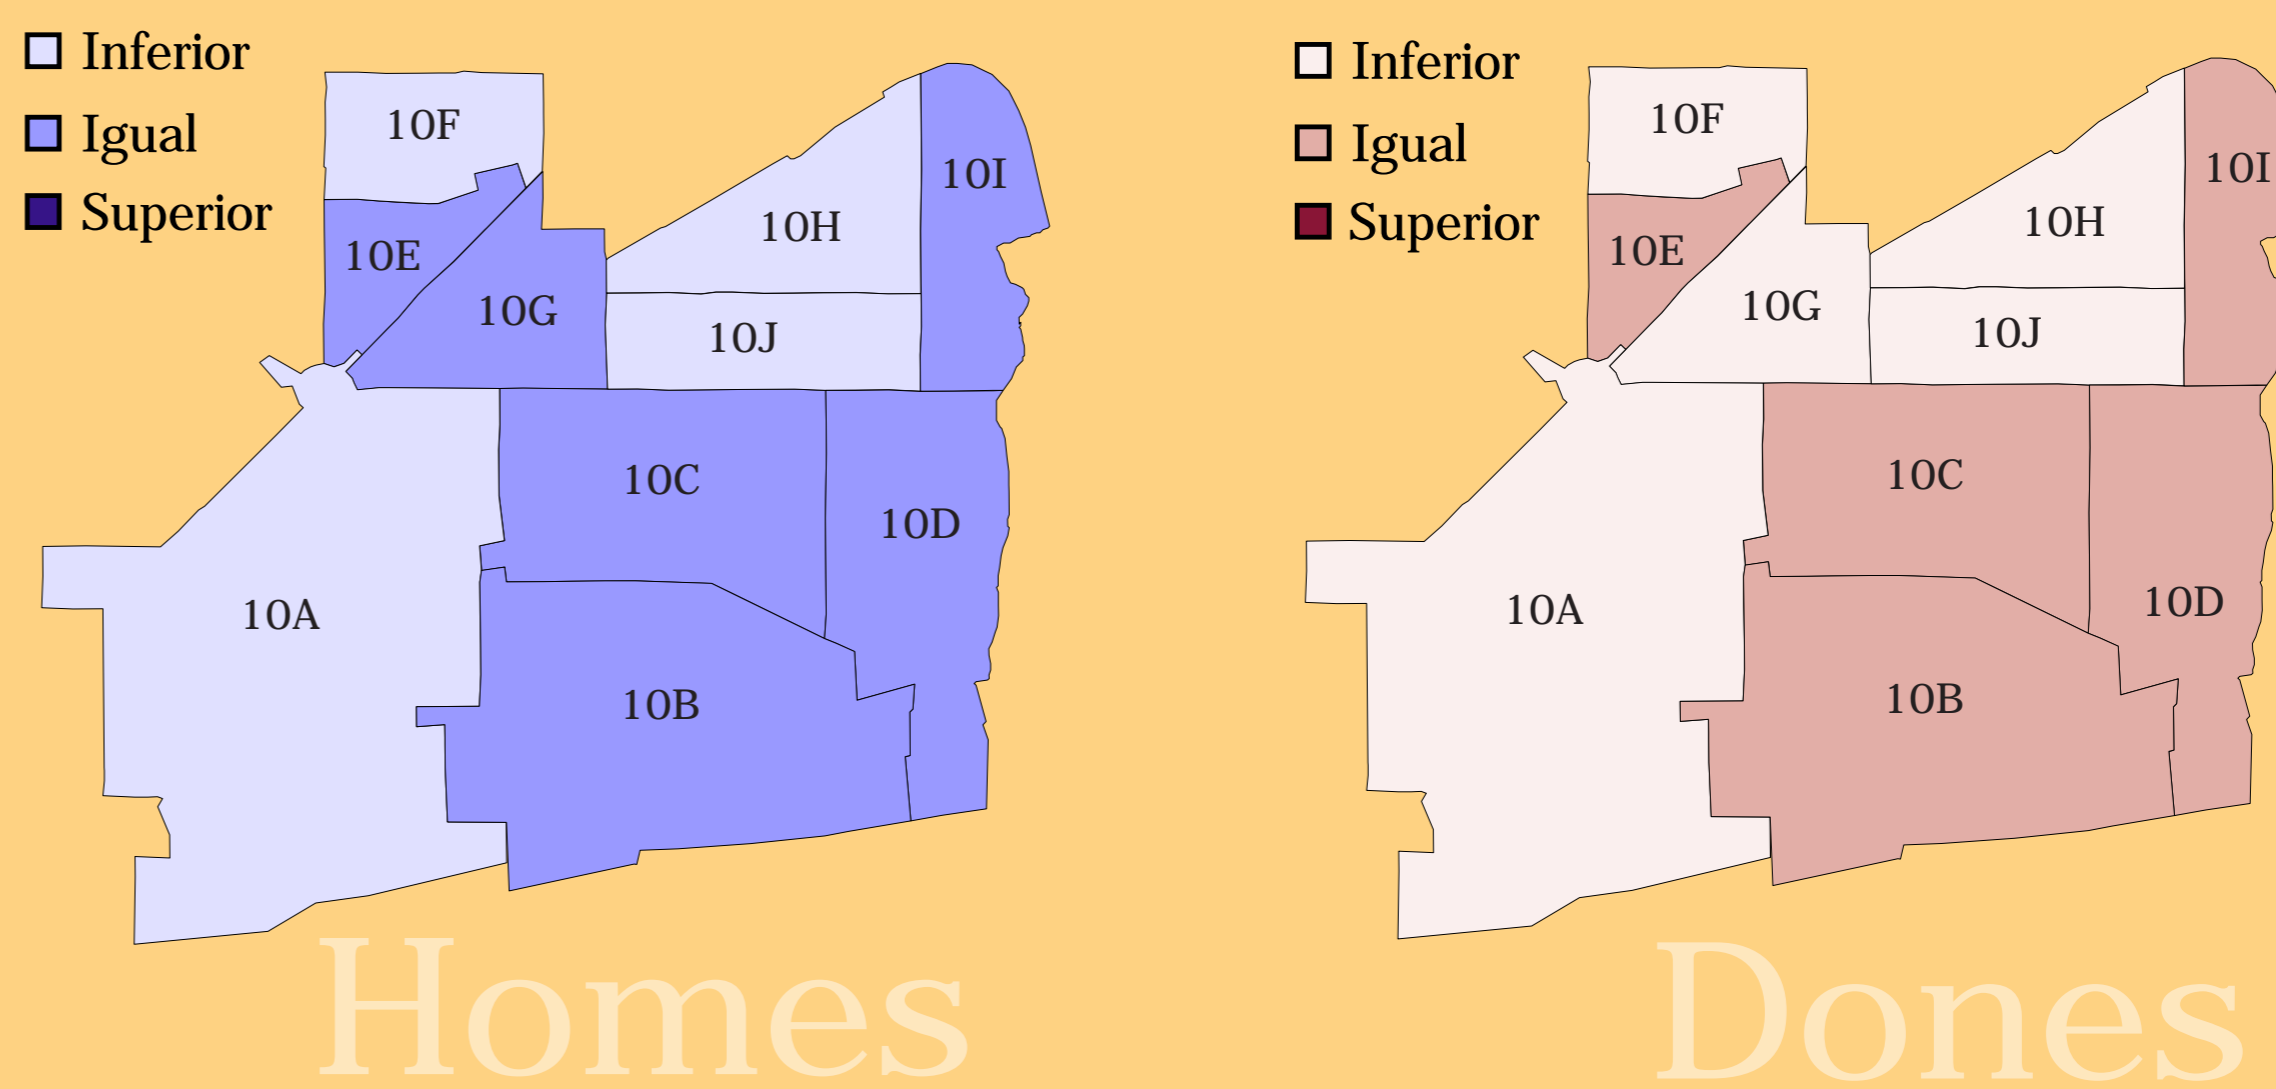 Inferior
Igual
Superior
10F
10I
10H
10E
10G
10J
10C
10D
10A
10B
Homes
Inferior
Igual
Superior
10F
10I
10H
10E
10G
10J
10C
10D
10A
10B
Dones